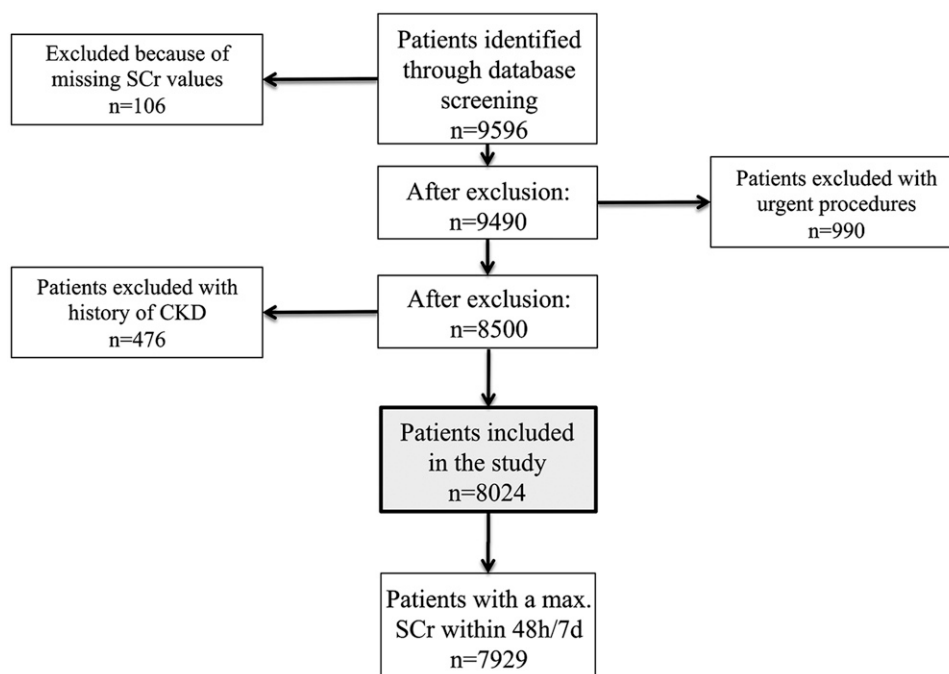 Patients identified
through database
screening
n=9596
Excluded because of
missing SCr values
n=106
After exclusion:
n=9490
Patients excluded with
urgent procedures
n=990
After exclusion:
n=8500
Patients excluded with
history of CKD
n=476
Patients included
in the study
n=8024
Patients with a max.
SCr within 48h/7d
n=7929